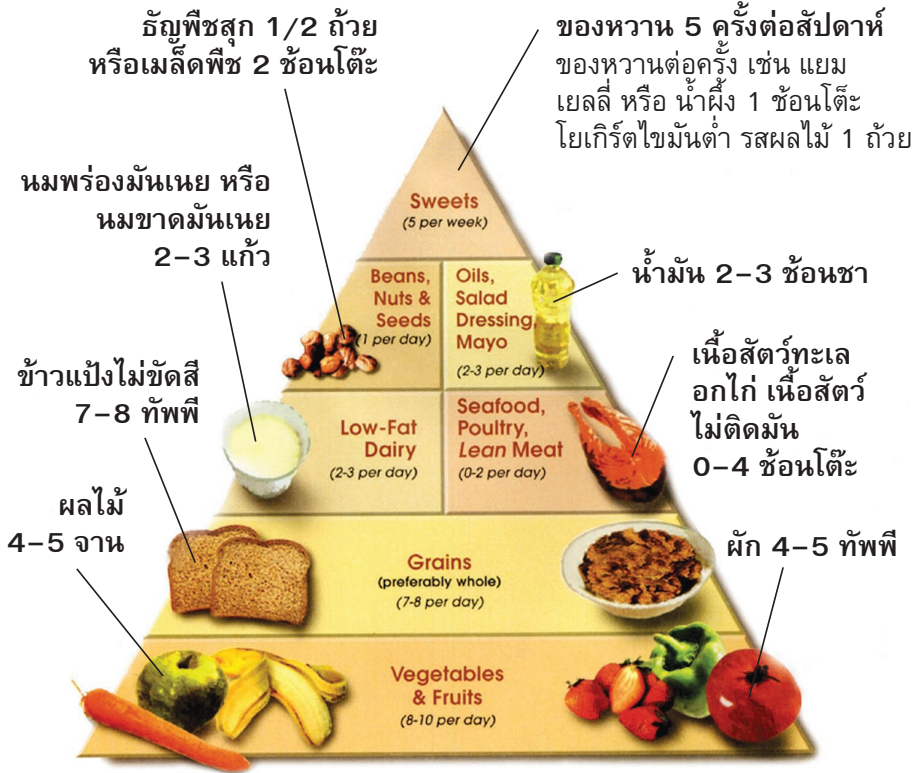 ธัญพืชสุก 1/2 ถ้วย
หรือเมล็ดพืช 2 ช้อนโต๊ะ
ของหวาน 5 ครั้งต่อสัปดาห์
ของหวานต่อครั้ง เช่น แยม
เยลลี่ หรือ น้ำผึ้ง 1 ช้อนโต็ะ
โยเกิร์ตไขมันต่ำ รสผลไม้ 1 ถ้วย
นมพร่องมันเนย หรือ
นมขาดมันเนย
2-3 แก้ว
Sweets
(5 per week)
น้ำมัน 2-3 ช้อนชา
Beans,
Nuts &
Seeds
(1 per day)
Oils,
Salad
Dressing,
Mayo
(2-3 per day)
ข้าวแป้งไม่ขัดสี
7-8 ทัพพี
เนื้อสัตว์ทะเล
อกไก่ เนื้อสัตว์
ไม่ติดมัน
0-4 ช้อนโต๊ะ
Low-Fat
Dairy
(2-3 per day)
Seafood,
Poultry,
Lean Meat
(0-2 per day)
ผลไม้
4-5 จาน
ผัก 4-5 ทัพพี
Grains
(preferably whole)
(7-8 per day)
Vegetables
& Fruits
(8-10 per day)